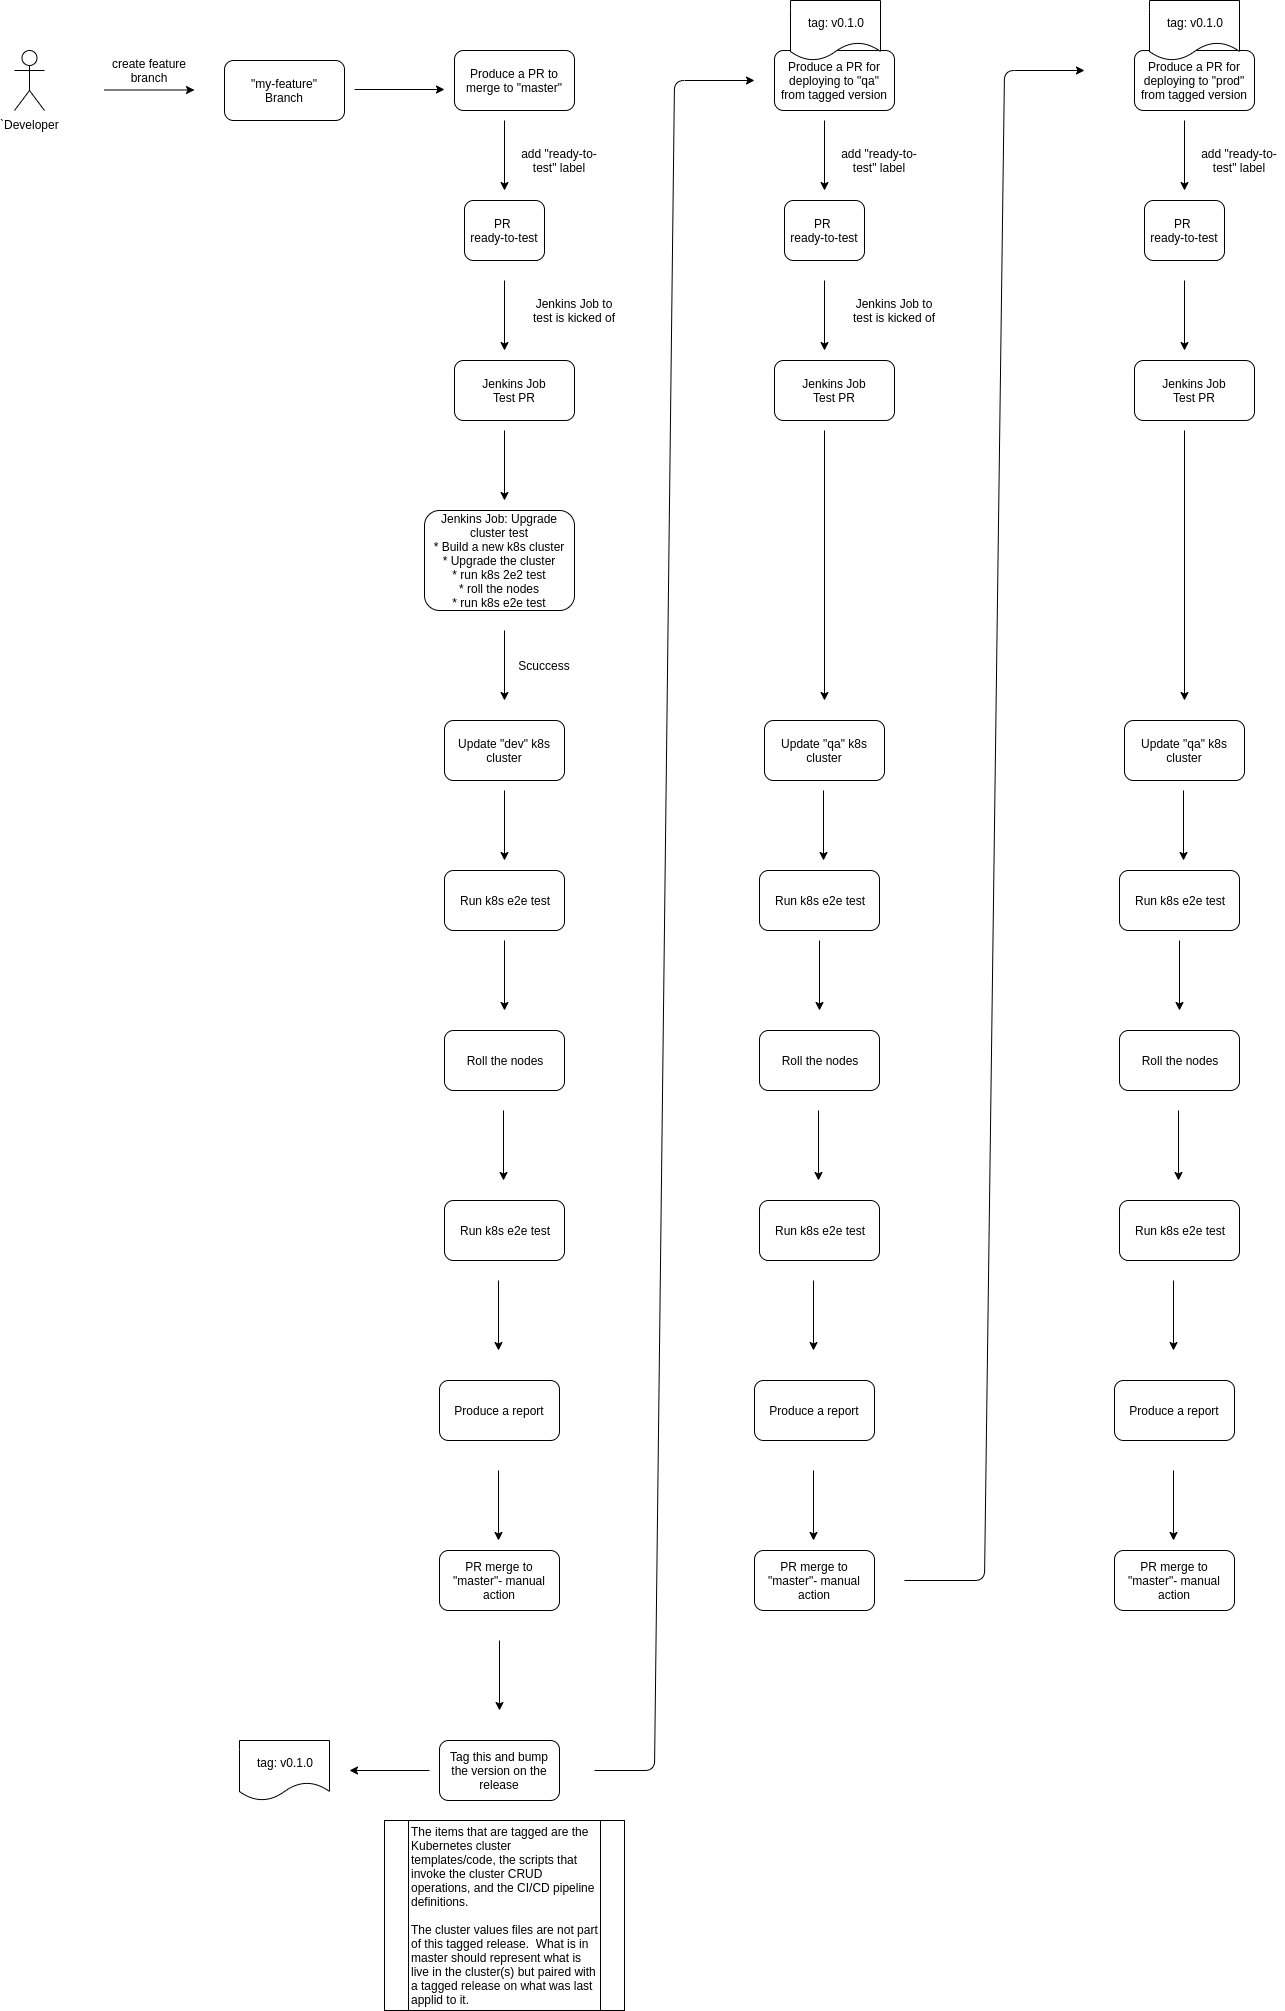 `Developer
create feature
branch
"my-feature"
Branch
Produce a PR to
merge to "master"
add "ready-to-
test" label
PR
ready-to-test
Jenkins Job to
test is kicked of
Jenkins Job
Test PR
Jenkins Job: Upgrade
cluster test
* Build a new k8s cluster
* Upgrade the cluster
* run k8s 2e2 test
* roll the nodes
* run k8s e2e test
Scuccess
Update "dev" k8s
cluster
Run k8s e2e test
Roll the nodes
Run k8s e2e test
Produce a report
PR merge to
"master"- manual
action
Tag this and bump
the version on the
release
tag: v0.1.0
The items that are tagged are the
Kubernetes cluster
templates/code, the scripts that
invoke the cluster CRUD
operations, and the CI/CD pipeline
definitions.
The cluster values files are not part
of this tagged release.  What is in
master should represent what is
live in the cluster(s) but paired with
a tagged release on what was last
applid to it.
tag: v0.1.0
Produce a PR for
deploying to "qa"
from tagged version
add "ready-to-
test" label
PR
ready-to-test
Jenkins Job to
test is kicked of
Jenkins Job
Test PR
Update "qa" k8s
cluster
Run k8s e2e test
Roll the nodes
Run k8s e2e test
Produce a report
PR merge to
"master"- manual
action
tag: v0.1.0
Produce a PR for
deploying to "prod"
from tagged version
add "ready-to-
test" label
PR
ready-to-test
Jenkins Job
Test PR
Update "qa" k8s
cluster
Run k8s e2e test
Roll the nodes
Run k8s e2e test
Produce a report
PR merge to
"master"- manual
action